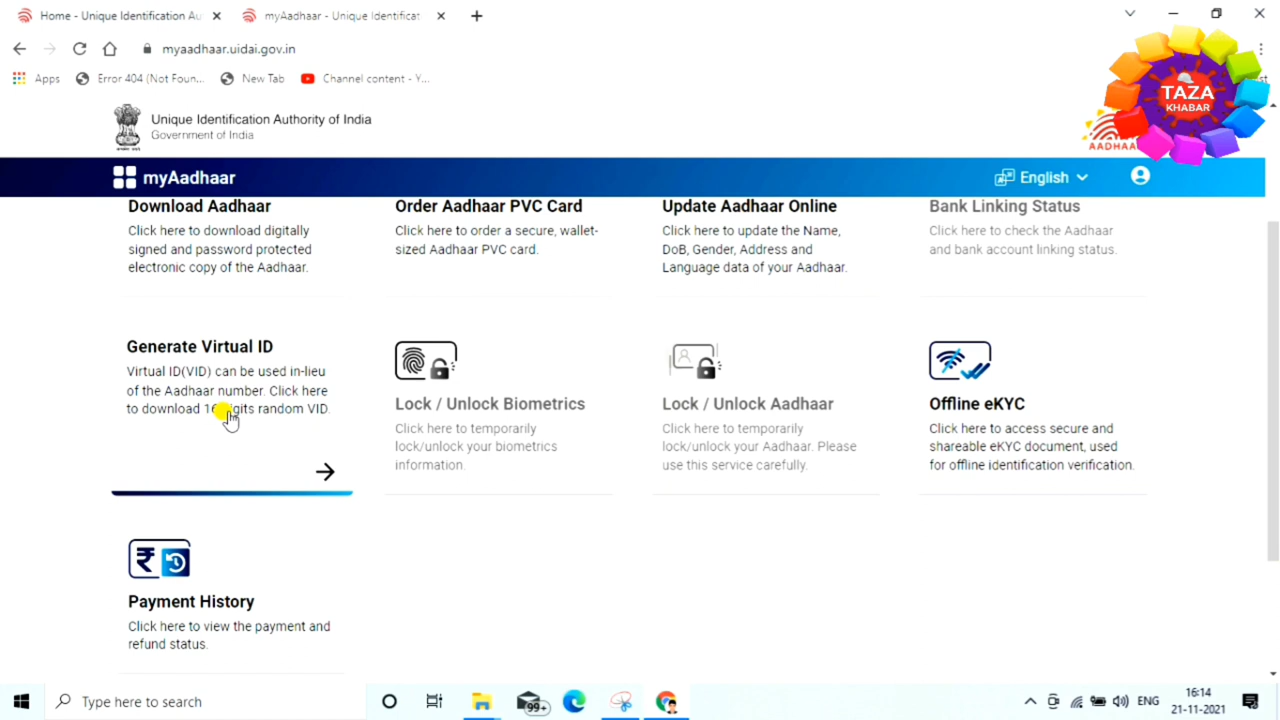 Home - Unique Identification Au
myAadhaar - Unique Identificat
myaadhaar.uidai.gov.in
Apps
Error 404 (Not Foun...
New Tab
Channel content - Y...
TAZA
KHABAR
Unique Identification Authority of India
Government of India
AADHAA
myAadhaar
English
Download Aadhaar
Click here to download digitally
signed and password protected
electronic copy of the Aadhaar.
Order Aadhaar PVC Card
Click here to order a secure, wallet-
sized Aadhaar PVC card.
Update Aadhaar Online
Click here to update the Name,
DoB, Gender, Address and
Language data of your Aadhaar.
Bank Linking Status
Click here to check the Aadhaar
and bank account linking status.
Generate Virtual ID
Virtual ID(VID) can be used in-lieu
of the Aadhaar number. Click here
to download 16 digits random VID.
Lock / Unlock Biometrics
Click here to temporarily
lock/unlock your biometrics
information.
Lock / Unlock Aadhaar
Click here to temporarily
lock/unlock your Aadhaar. Please
use this service carefully.
Offline eKYC
Click here to access secure and
shareable eKYC document, used
for offline identification verification.
₹
Payment History
Click here to view the payment and
refund status.
Type here to search
99+
ENG
16:14
21-11-2021